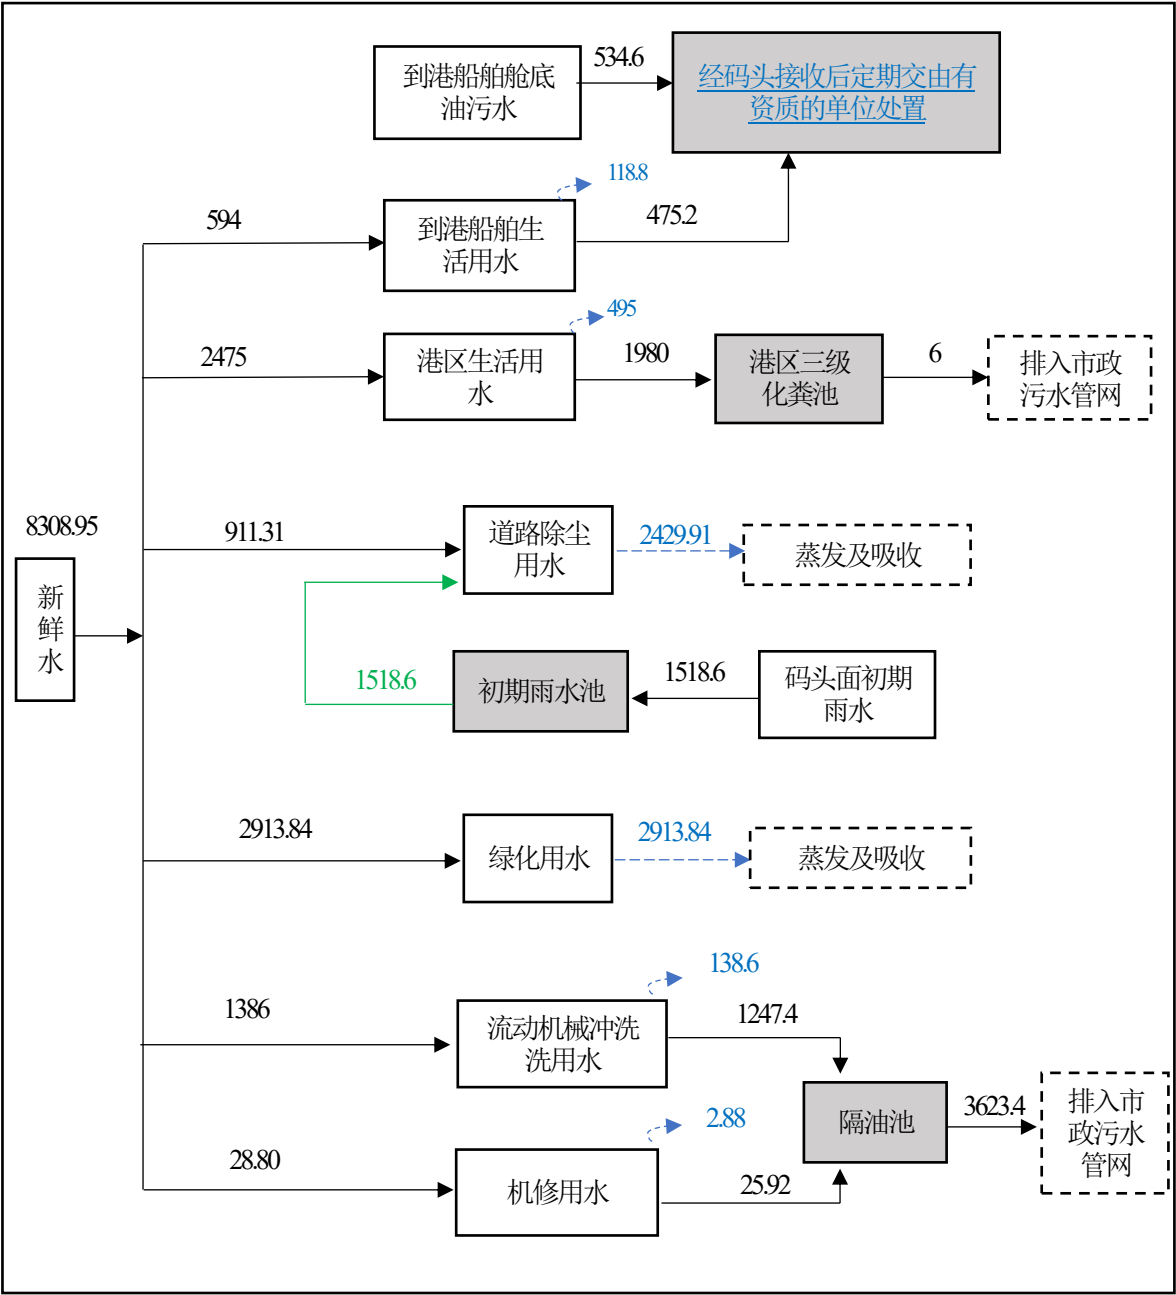 到港船舶舱底
油污水
534.6
经码头接收后定期交由有
资质的单位处置
118.8
594
到港船舶生
活用水
475.2
495
2475
港区生活用
水
1980
港区三级
化粪池
6
排入市政
污水管网
8308.95
新
鲜
水
911.31
道路除尘
用水
2429.91
蒸发及吸收
1518.6
初期雨水池
1518.6
码头面初期
雨水
2913.84
绿化用水
2913.84
蒸发及吸收
138.6
1386
流动机械冲洗
洗用水
1247.4
隔油池
3623.4
排入市
政污水
管网
2.88
28.80
机修用水
25.92